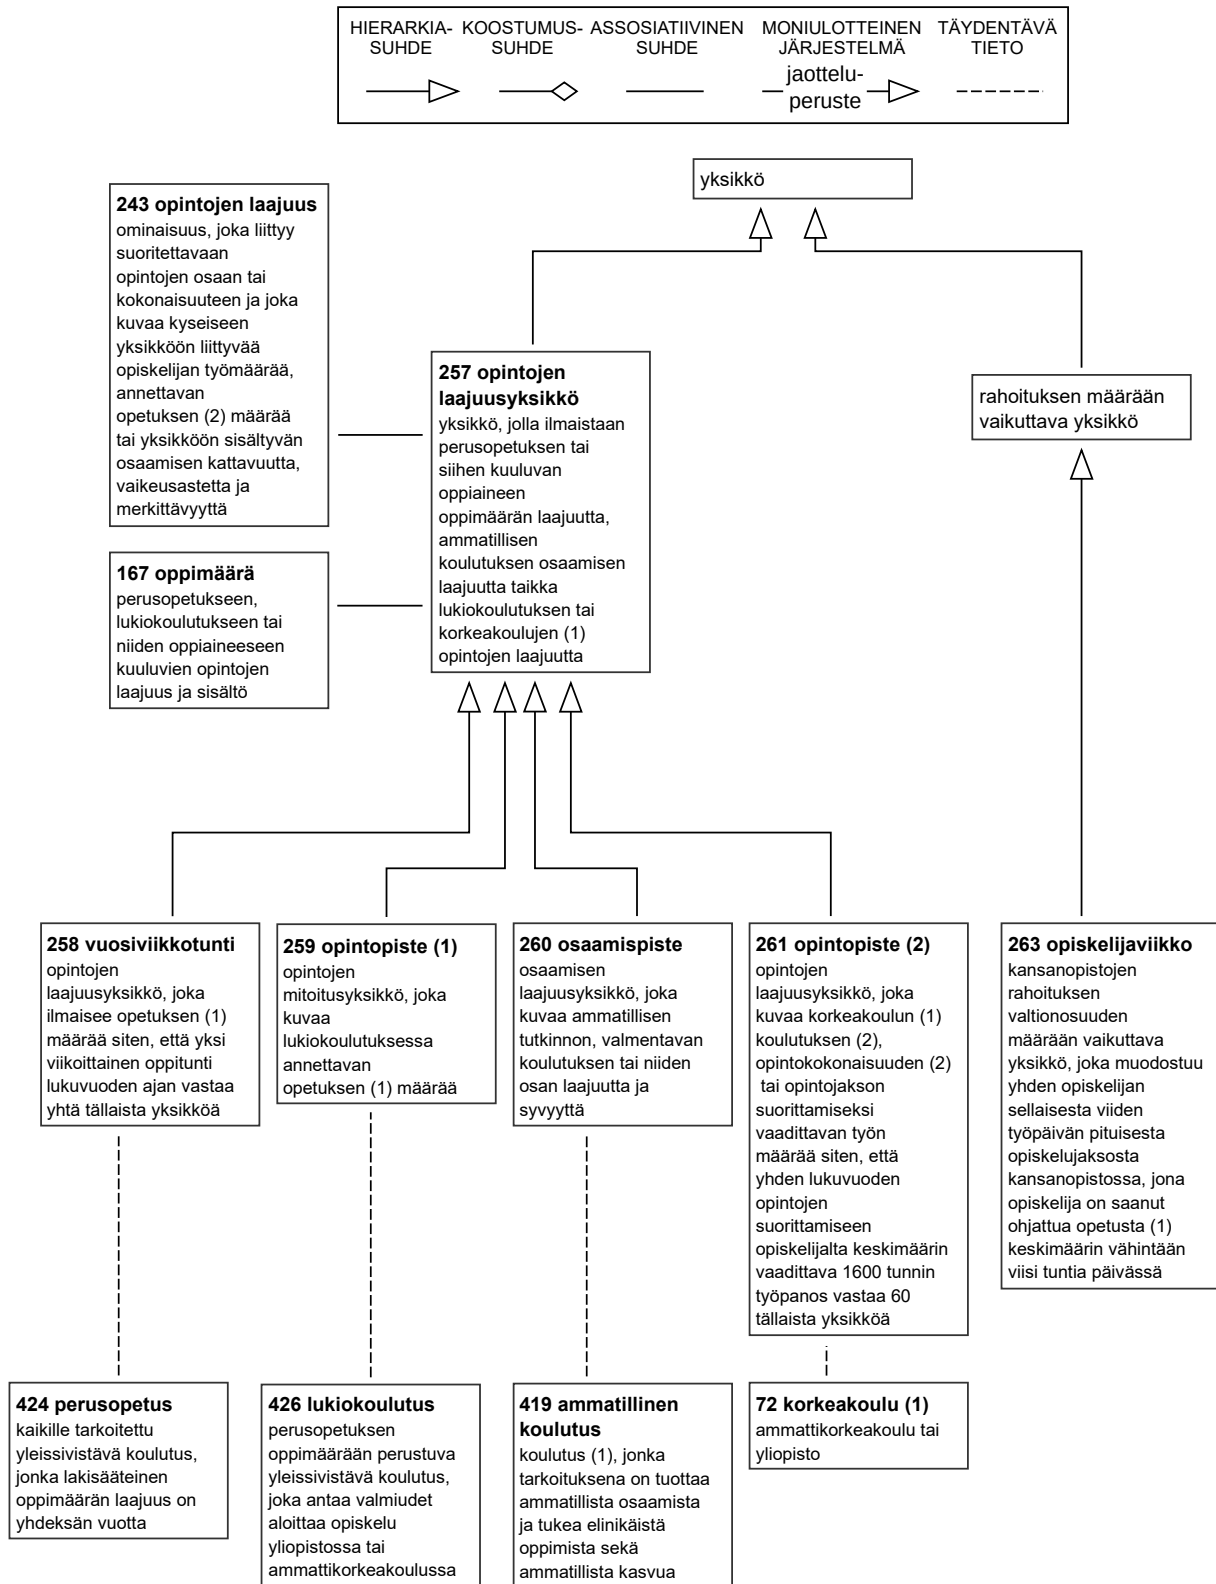 HIERARKIA-
SUHDE
KOOSTUMUS-
SUHDE
ASSOSIATIIVINEN
SUHDE
MONIULOTTEINEN
JÄRJESTELMÄ
TÄYDENTÄVÄ
TIETO
jaottelu-
peruste
yksikkö
243 opintojen laajuus
ominaisuus, joka liittyy
suoritettavaan
opintojen osaan tai
kokonaisuuteen ja joka
kuvaa kyseiseen
yksikköön liittyvää
opiskelijan työmäärää,
annettavan
opetuksen (2) määrää
tai yksikköön sisältyvän
osaamisen kattavuutta,
vaikeusastetta ja
merkittävyyttä
257 opintojen
laajuusyksikkö
yksikkö, jolla ilmaistaan
perusopetuksen tai
siihen kuuluvan
oppiaineen
oppimäärän laajuutta,
ammatillisen
koulutuksen osaamisen
laajuutta taikka
lukiokoulutuksen tai
korkeakoulujen (1)
opintojen laajuutta
rahoituksen määrään
vaikuttava yksikkö
167 oppimäärä
perusopetukseen,
lukiokoulutukseen tai
niiden oppiaineeseen
kuuluvien opintojen
laajuus ja sisältö
258 vuosiviikkotunti
opintojen
laajuusyksikkö, joka
ilmaisee opetuksen (1)
määrää siten, että yksi
viikoittainen oppitunti
lukuvuoden ajan vastaa
yhtä tällaista yksikköä
259 opintopiste (1)
opintojen
mitoitusyksikkö, joka
kuvaa
lukiokoulutuksessa
annettavan
opetuksen (1) määrää
260 osaamispiste
osaamisen
laajuusyksikkö, joka
kuvaa ammatillisen
tutkinnon, valmentavan
koulutuksen tai niiden
osan laajuutta ja
syvyyttä
261 opintopiste (2)
opintojen
laajuusyksikkö, joka
kuvaa korkeakoulun (1)
koulutuksen (2),
opintokokonaisuuden (2)
tai opintojakson
suorittamiseksi
vaadittavan työn
määrää siten, että
yhden lukuvuoden
opintojen
suorittamiseen
opiskelijalta keskimäärin
vaadittava 1600 tunnin
työpanos vastaa 60
tällaista yksikköä
263 opiskelijaviikko
kansanopistojen
rahoituksen
valtionosuuden
määrään vaikuttava
yksikkö, joka muodostuu
yhden opiskelijan
sellaisesta viiden
työpäivän pituisesta
opiskelujaksosta
kansanopistossa, jona
opiskelija on saanut
ohjattua opetusta (1)
keskimäärin vähintään
viisi tuntia päivässä
424 perusopetus
kaikille tarkoitettu
yleissivistävä koulutus,
jonka lakisääteinen
oppimäärän laajuus on
yhdeksän vuotta
426 lukiokoulutus
perusopetuksen
oppimäärään perustuva
yleissivistävä koulutus,
joka antaa valmiudet
aloittaa opiskelu
yliopistossa tai
ammattikorkeakoulussa
419 ammatillinen
koulutus
koulutus (1), jonka
tarkoituksena on tuottaa
ammatillista osaamista
ja tukea elinikäistä
oppimista sekä
ammatillista kasvua
72 korkeakoulu (1)
ammattikorkeakoulu tai
yliopisto